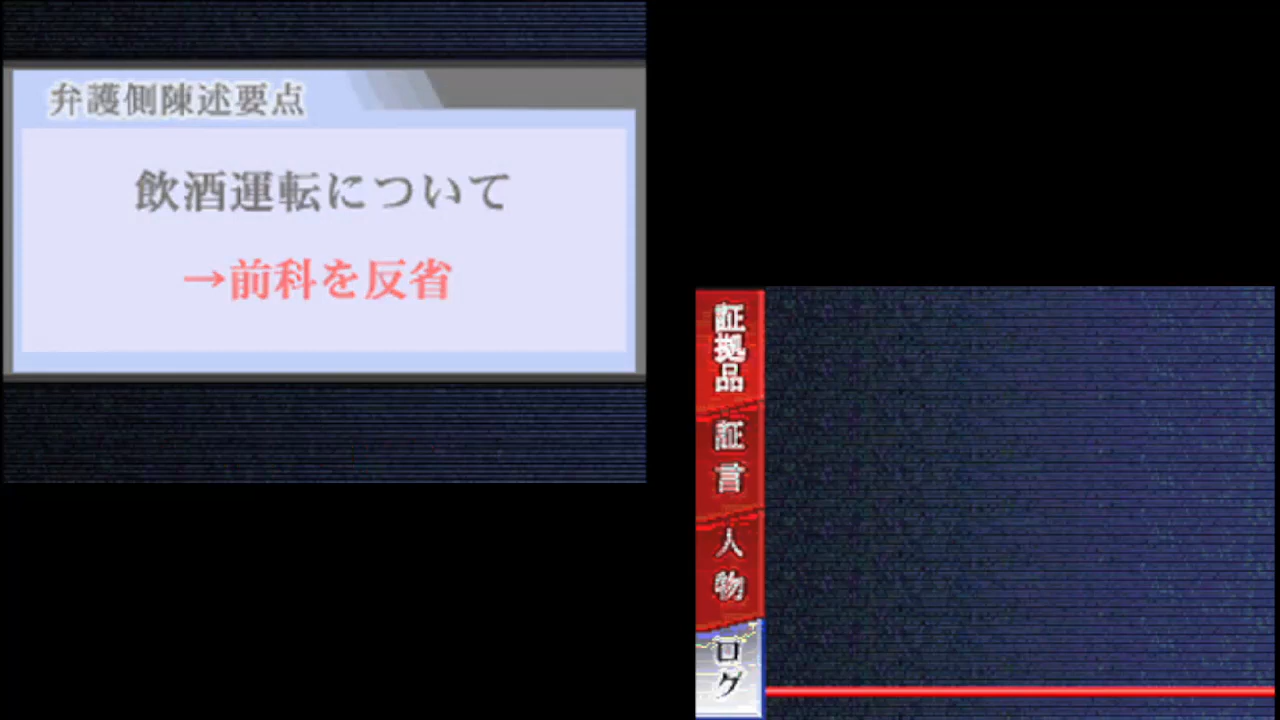 弁護側陳述要点
飲酒運転について
→前科を反省
証拠品
証言
人物
ログ